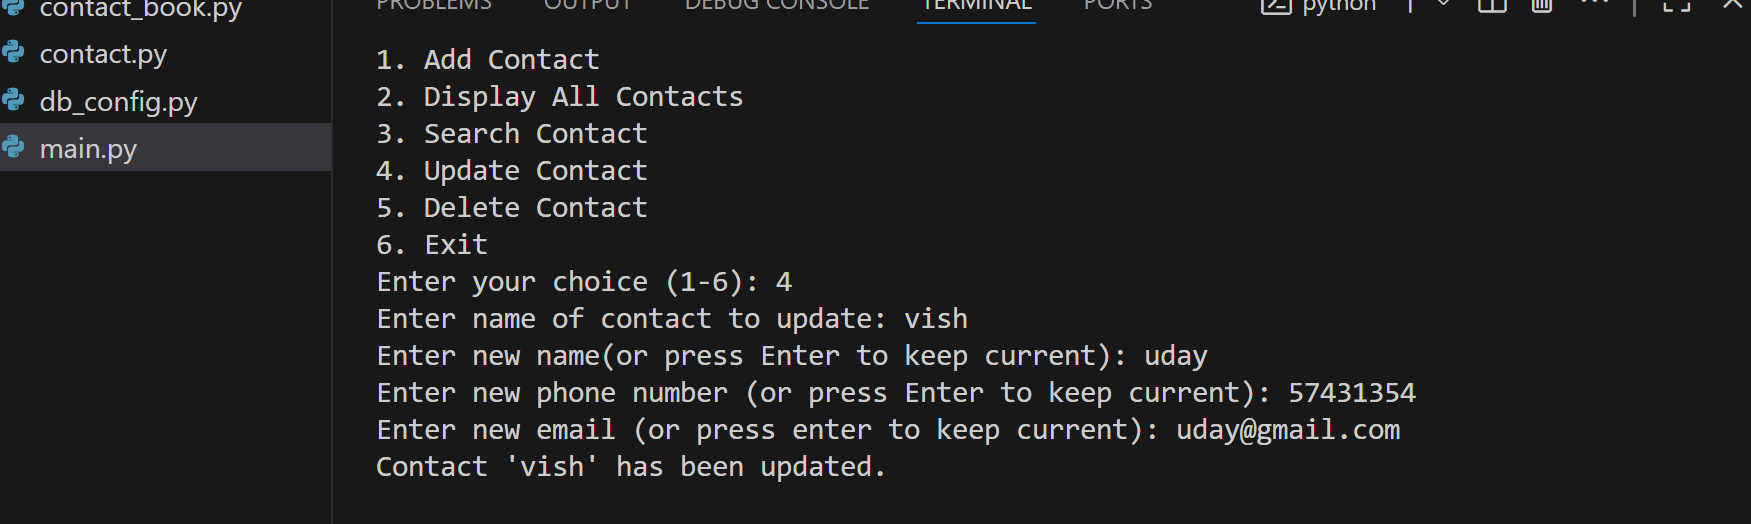 PROBLEMS OUTPUT DEBUG CONSOLE TERMINAL PORTS python
contact_book.py
contact.py
db_config.py
main.py
1. Add Contact
2. Display All Contacts
3. Search Contact
4. Update Contact
5. Delete Contact
6. Exit
Enter your choice (1-6): 4
Enter name of contact to update: vish
Enter new name(or press Enter to keep current): uday
Enter new phone number (or press Enter to keep current): 57431354
Enter new email (or press enter to keep current): uday@gmail.com
Contact 'vish' has been updated.